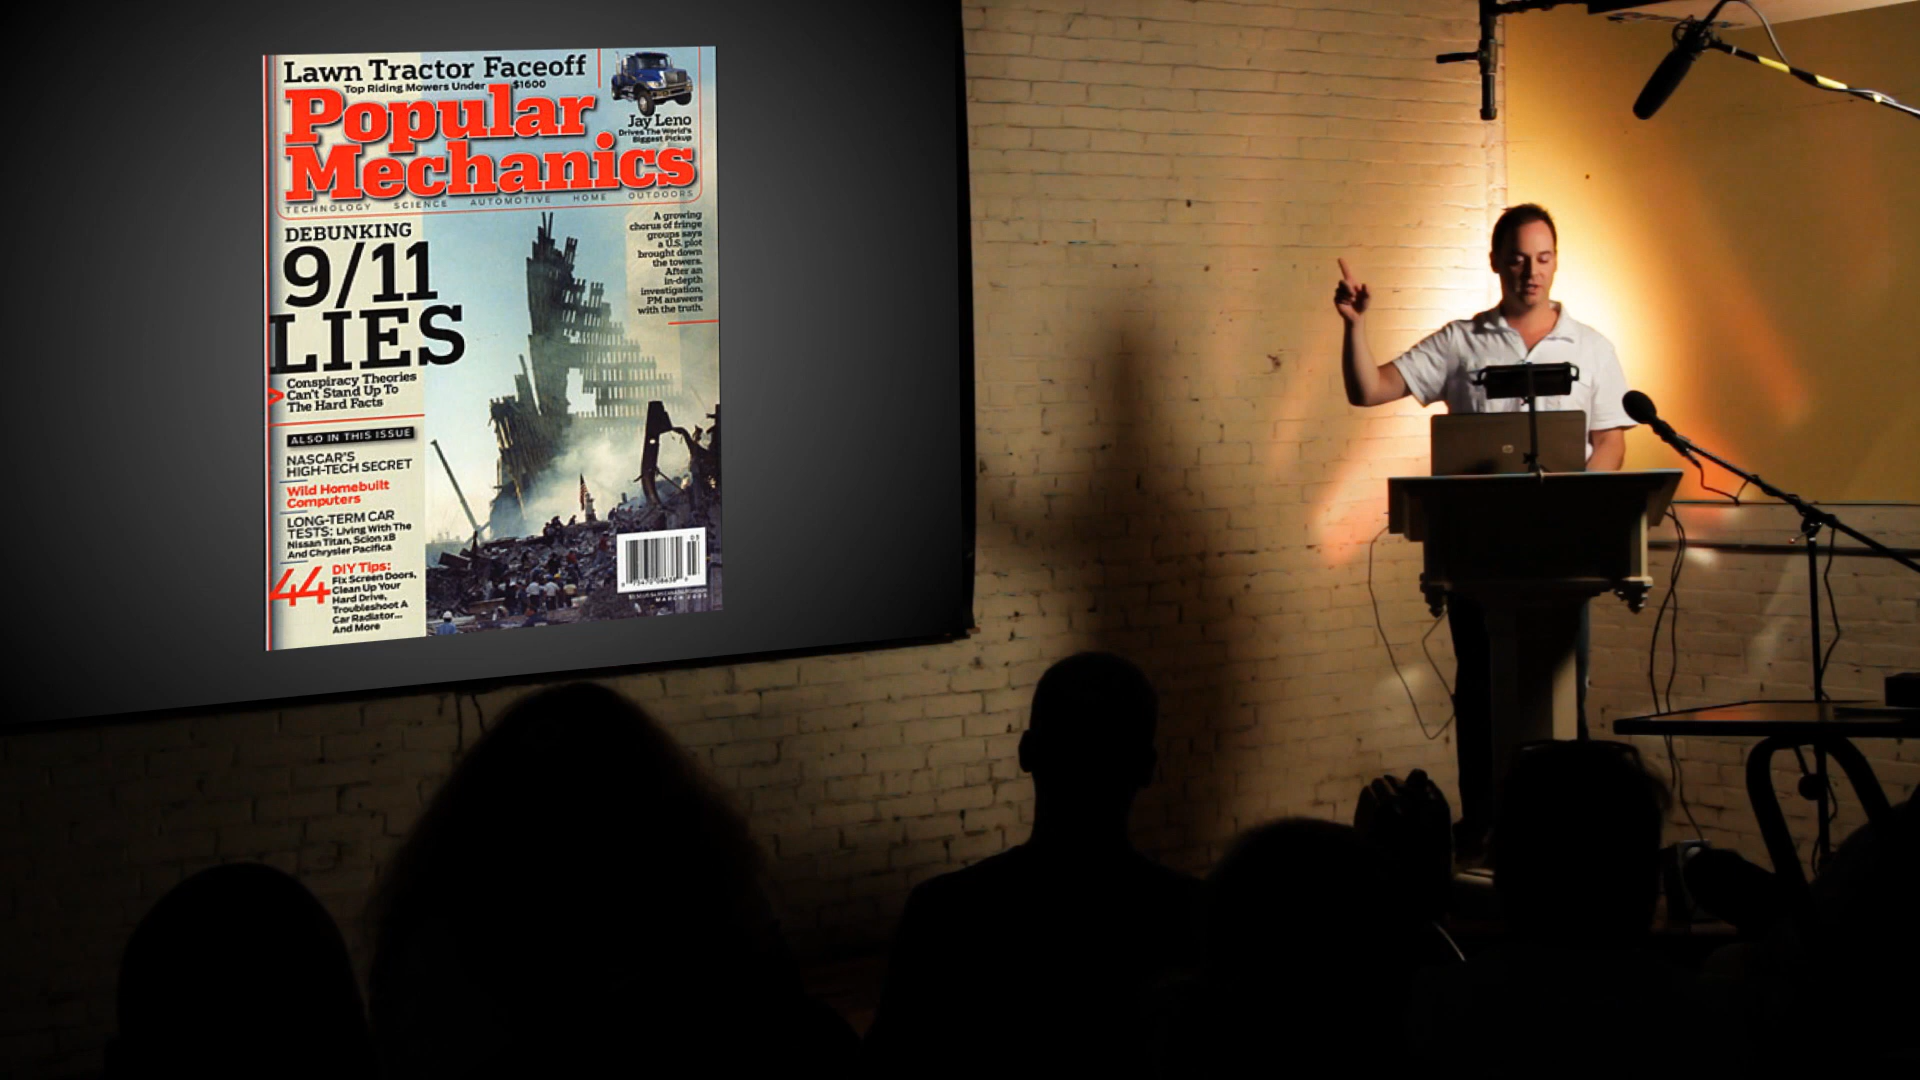 Lawn Tractor Faceoff
Top Riding Mowers Under $1600
Jay Leno
Drives The World's
Biggest Pickup
Popular
Mechanics
TECHNOLOGY SCIENCE AUTOMOTIVE HOME OUTDOORS
DEBUNKING
9/11
LIES
Conspiracy Theories
Can't Stand Up To
The Hard Facts
A growing
chorus of fringe
groups says
a U.S. plot
brought down
the towers.
After an
in-depth
investigation,
PM answers
with the truth.
ALSO IN THIS ISSUE
NASCAR'S
HIGH-TECH SECRET
Wild Homebuilt
Computers
LONG-TERM CAR
TESTS: Living With The
Nissan Titan, Scion xB
And Chrysler Pacifica
44 DIY Tips:
Fix Screen Doors,
Clean Up Your
Hard Drive,
Troubleshoot A
Car Radiator...
And More
hp